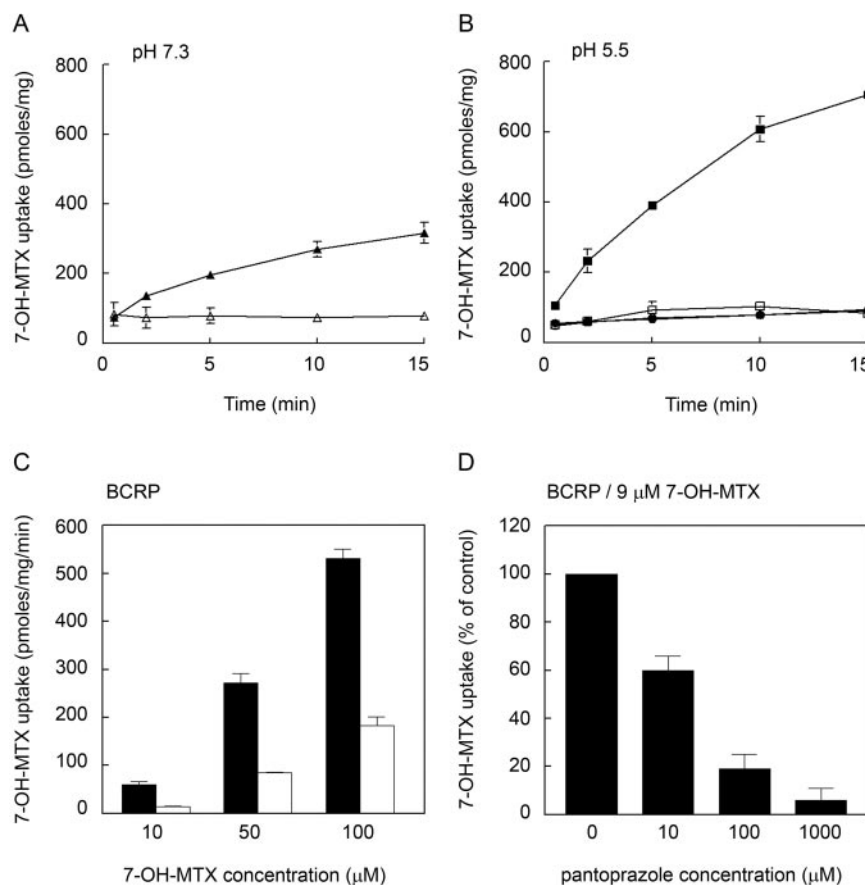 A
pH 7.3
7-OH-MTX uptake (pmoles/mg)
800
600
400
200
0
0 5 10 15
Time (min)
B
pH 5.5
7-OH-MTX uptake (pmoles/mg)
800
600
400
200
0
0 5 10 15
Time (min)
C
BCRP
7-OH-MTX uptake (pmoles/mg/min)
600
500
400
300
200
100
0
10 50 100
7-OH-MTX concentration (µM)
D
BCRP / 9 µM 7-OH-MTX
7-OH-MTX uptake (% of control)
120
100
80
60
40
20
0
0 10 100 1000
pantoprazole concentration (µM)